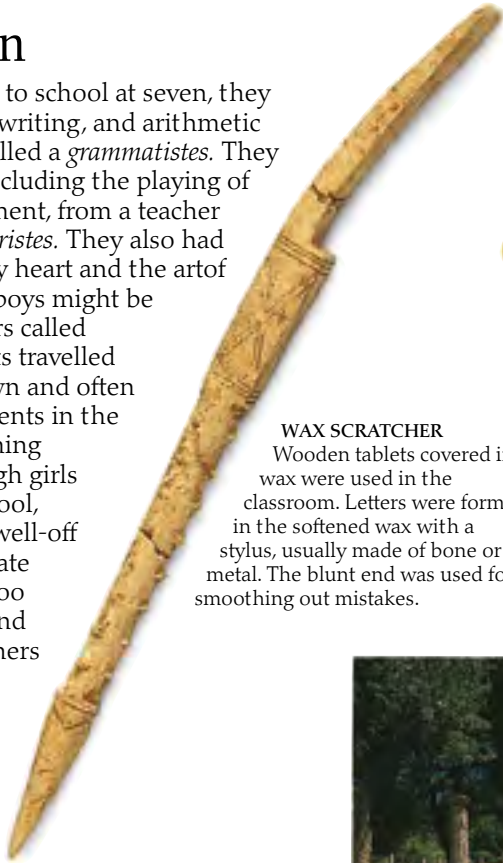 n
to school at seven, they
writing, and arithmetic
lled a grammatistes. They
cluding the playing of
ment, from a teacher
ristes. They also had
y heart and the artof
boys might be
rs called
s travelled
wn and often
ents in the
ning
gh girls
ool,
well-off
ate
oo
nd
ners
WAX SCRATCHER
Wooden tablets covered i
wax were used in the
classroom. Letters were form
in the softened wax with a
stylus, usually made of bone or
metal. The blunt end was used fo
smoothing out mistakes.